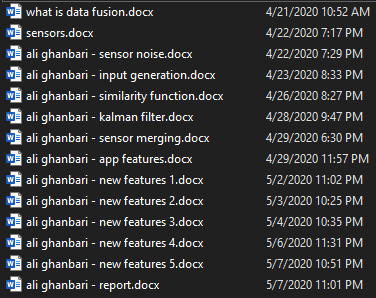 what is data fusion.docx 4/21/2020 10:52 AM
sensors.docx 4/22/2020 7:17 PM
ali ghanbari - sensor noise.docx 4/22/2020 7:29 PM
ali ghanbari - input generation.docx 4/23/2020 8:33 PM
ali ghanbari - similarity function.docx 4/26/2020 8:27 PM
ali ghanbari - kalman filter.docx 4/28/2020 9:47 PM
ali ghanbari - sensor merging.docx 4/29/2020 6:30 PM
ali ghanbari - app features.docx 4/29/2020 11:57 PM
ali ghanbari - new features 1.docx 5/2/2020 11:02 PM
ali ghanbari - new features 2.docx 5/3/2020 10:25 PM
ali ghanbari - new features 3.docx 5/4/2020 10:35 PM
ali ghanbari - new features 4.docx 5/6/2020 11:31 PM
ali ghanbari - new features 5.docx 5/7/2020 10:51 PM
ali ghanbari - report.docx 5/7/2020 11:01 PM